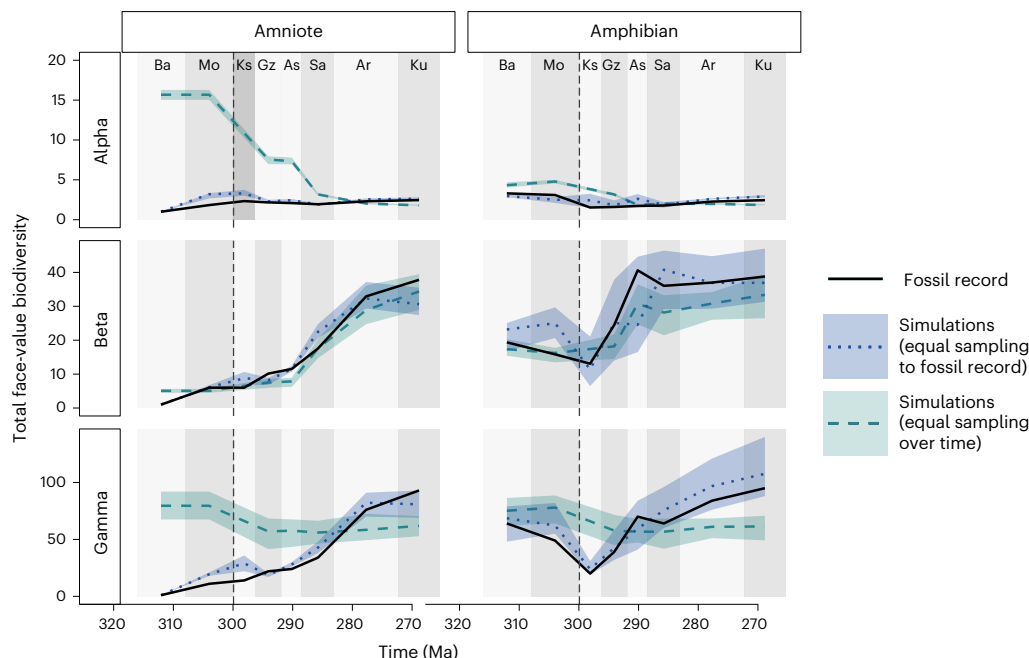 Amniote
Amphibian
Total face-value biodiversity
Alpha
20
15
10
5
0
Ba Mo Ks Gz As Sa Ar Ku
Ba Mo Ks Gz As Sa Ar Ku
Beta
40
30
20
10
0
Gamma
100
50
0
320 310 300 290 280 270
320 310 300 290 280 270
Time (Ma)
Fossil record
Simulations
(equal sampling
to fossil record)
Simulations
(equal sampling
over time)